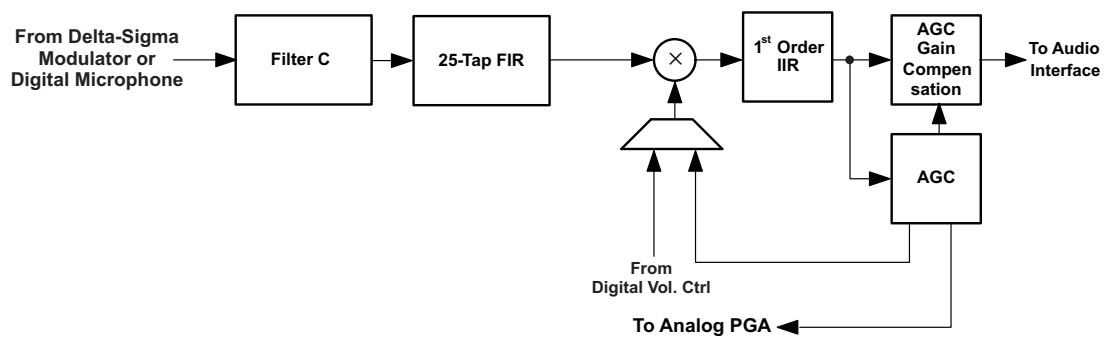 From Delta-Sigma
Modulator or
Digital Microphone
Filter C
25-Tap FIR
×
1st Order
IIR
AGC
Gain
Compen
sation
To Audio
Interface
AGC
From
Digital Vol. Ctrl
To Analog PGA